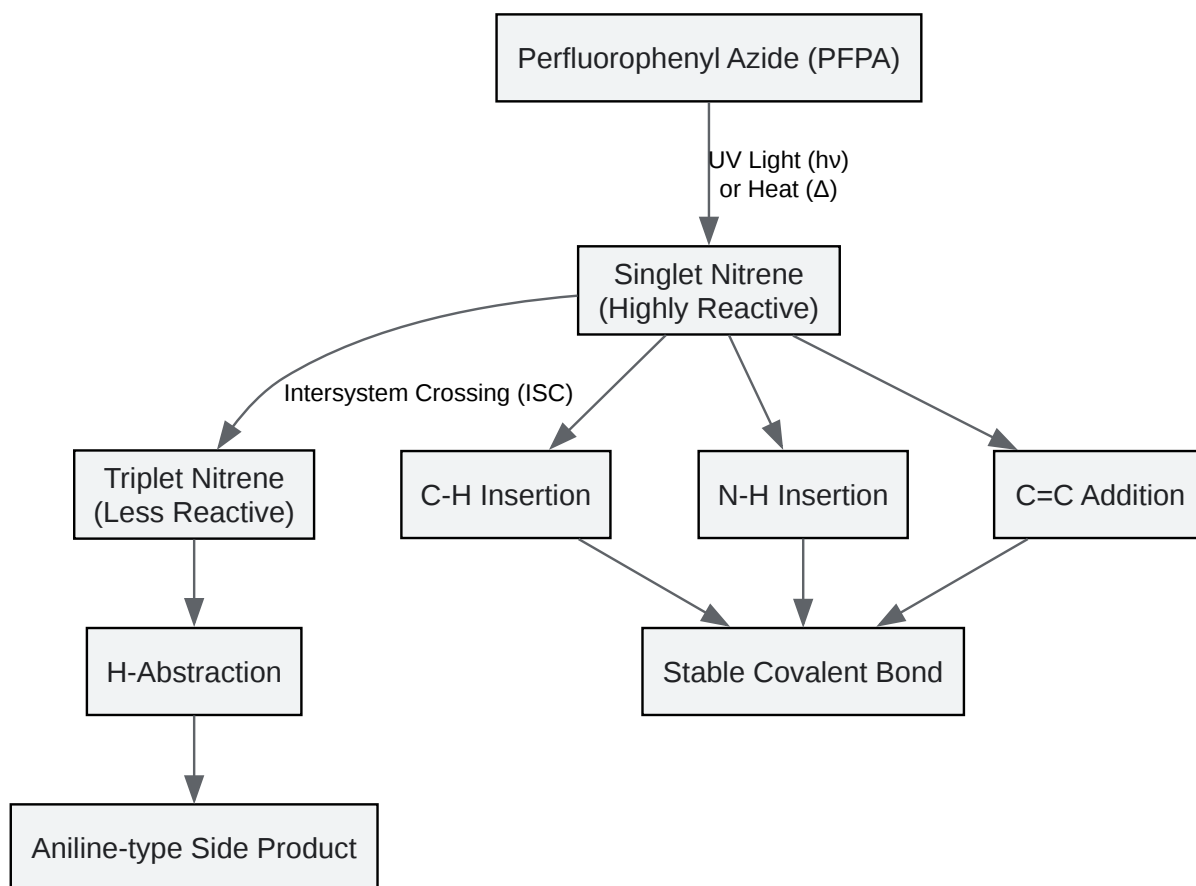 Perfluorophenyl Azide (PFPA)
UV Light (hν)
or Heat (Δ)
Singlet Nitrene
(Highly Reactive)
Intersystem Crossing (ISC)
Triplet Nitrene
(Less Reactive)
C-H Insertion
N-H Insertion
C=C Addition
H-Abstraction
Stable Covalent Bond
Aniline-type Side Product